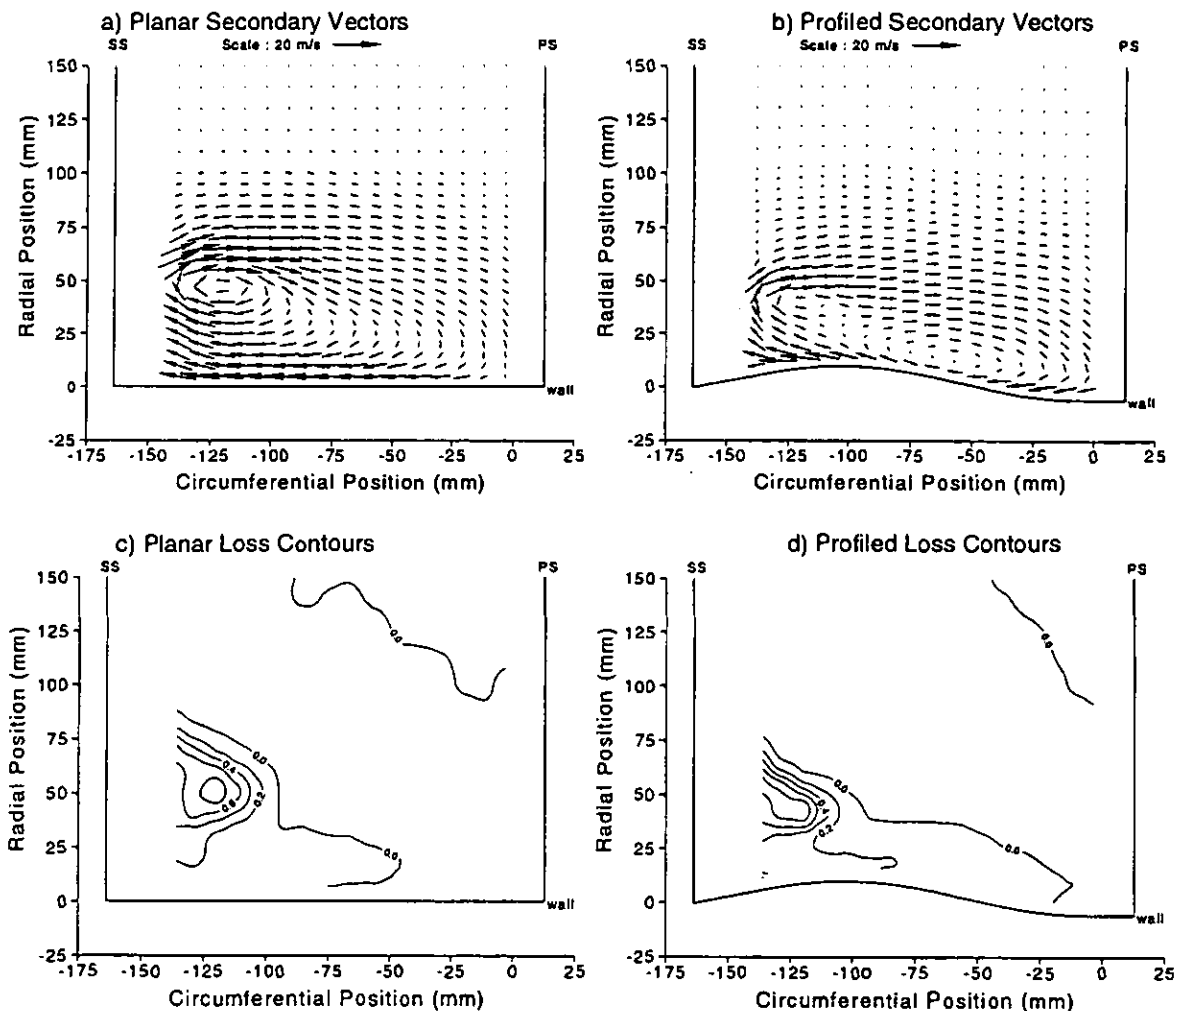 a) Planar Secondary Vectors
SS
Scale : 20 m/s
PS
150
125
100
75
50
25
0
-25
Radial Position (mm)
wall
-175 -150 -125 -100 -75 -50 -25 0 25
Circumferential Position (mm)
b) Profiled Secondary Vectors
SS
Scale : 20 m/s
PS
150
125
100
75
50
25
0
-25
Radial Position (mm)
wall
-175 -150 -125 -100 -75 -50 -25 0 25
Circumferential Position (mm)
c) Planar Loss Contours
SS
PS
150
125
100
75
50
25
0
-25
Radial Position (mm)
0.0
0.0
0.4
0.2
0.0
wall
-175 -150 -125 -100 -75 -50 -25 0 25
Circumferential Position (mm)
d) Profiled Loss Contours
SS
PS
150
125
100
75
50
25
0
-25
Radial Position (mm)
0.0
0.0
0.4
0.2
0.0
wall
-175 -150 -125 -100 -75 -50 -25 0 25
Circumferential Position (mm)